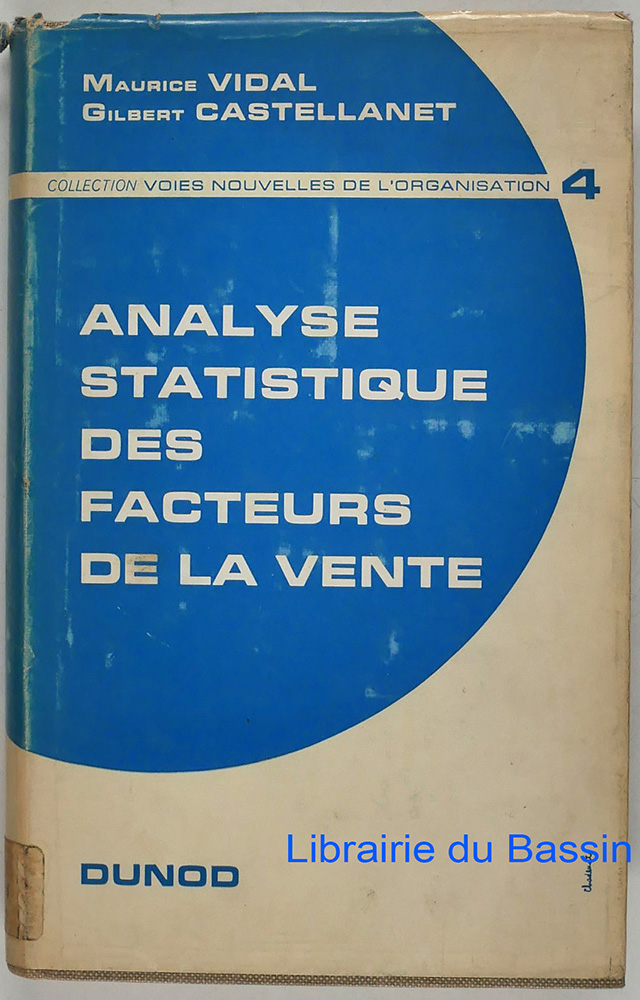 MAURICE VIDAL
GILBERT CASTELLANET
COLLECTION VOIES NOUVELLES DE L'ORGANISATION 4
ANALYSE
STATISTIQUE
DES
FACTEURS
DE LA VENTE
Librairie du Bassin
DUNOD